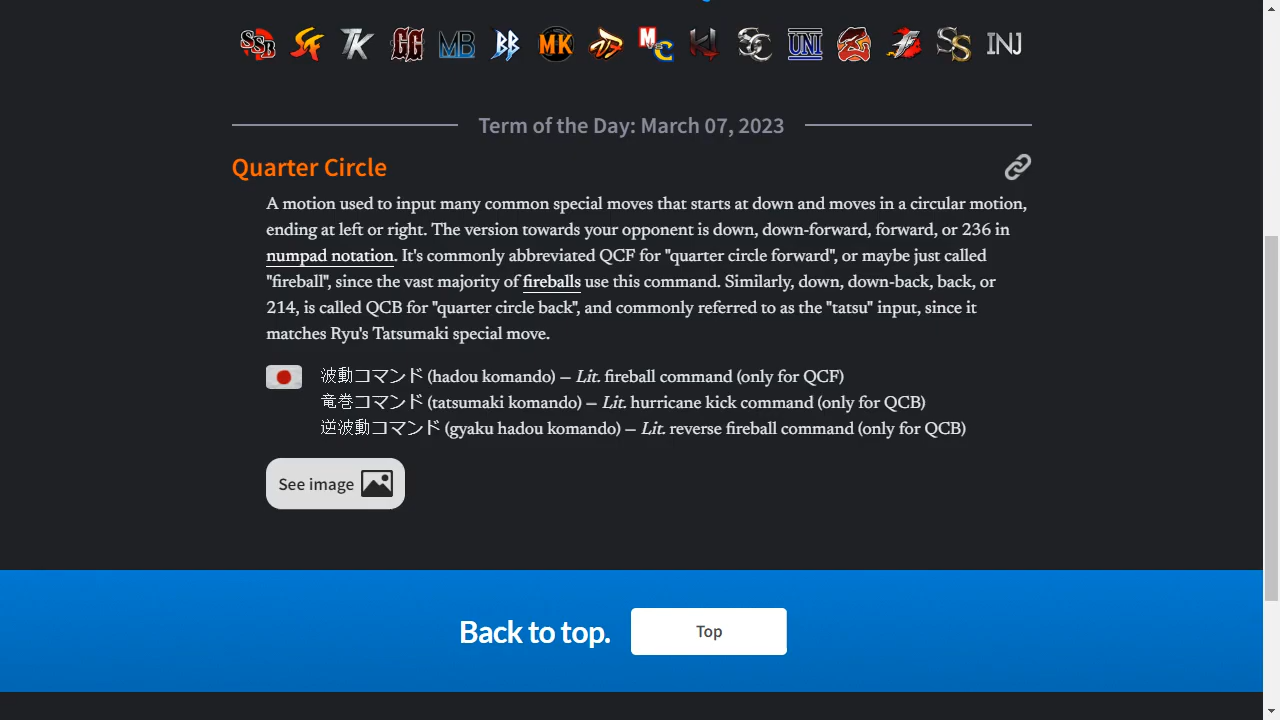 SSB SF TK GG MB BB MK M C KI SC UNI SS INJ
Term of the Day: March 07, 2023
Quarter Circle
A motion used to input many common special moves that starts at down and moves in a circular motion,
ending at left or right. The version towards your opponent is down, down-forward, forward, or 236 in
numpad notation. It's commonly abbreviated QCF for "quarter circle forward", or maybe just called
"fireball", since the vast majority of fireballs use this command. Similarly, down, down-back, back, or
214, is called QCB for "quarter circle back", and commonly referred to as the "tatsu" input, since it
matches Ryu's Tatsumaki special move.
波動コマンド (hadou komando) — Lit. fireball command (only for QCF)
竜巻コマンド (tatsumaki komando) — Lit. hurricane kick command (only for QCB)
逆波動コマンド (gyaku hadou komando) — Lit. reverse fireball command (only for QCB)
See image
Back to top. Top